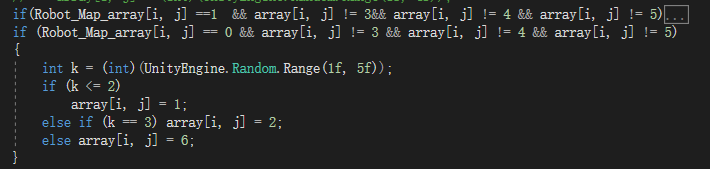 if(Robot_Map_array[i, j] ==1  && array[i, j] != 3&& array[i, j] != 4 && array[i, j] != 5)...
if (Robot_Map_array[i, j] == 0 && array[i, j] != 3 && array[i, j] != 4 && array[i, j] != 5)
{
    int k = (int)(UnityEngine.Random.Range(1f, 5f));
    if (k <= 2)
        array[i, j] = 1;
    else if (k == 3) array[i, j] = 2;
    else array[i, j] = 6;
}